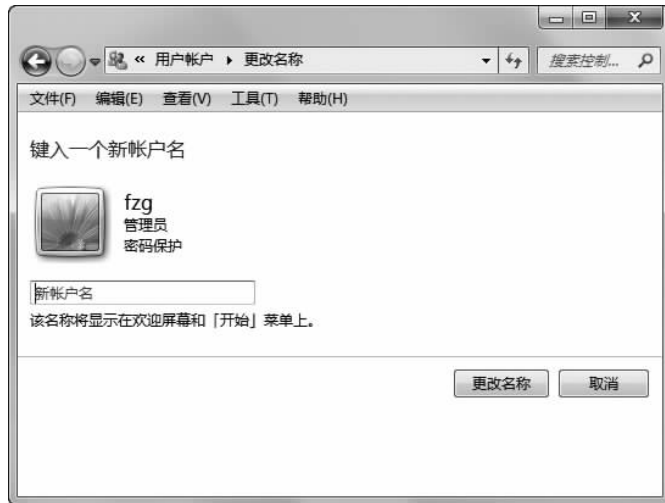 « 用户帐户 ▸ 更改名称
搜索控制...
文件(F) 编辑(E) 查看(V) 工具(T) 帮助(H)
键入一个新帐户名
fzg
管理员
密码保护
新帐户名
该名称将显示在欢迎屏幕和「开始」菜单上。
更改名称 取消